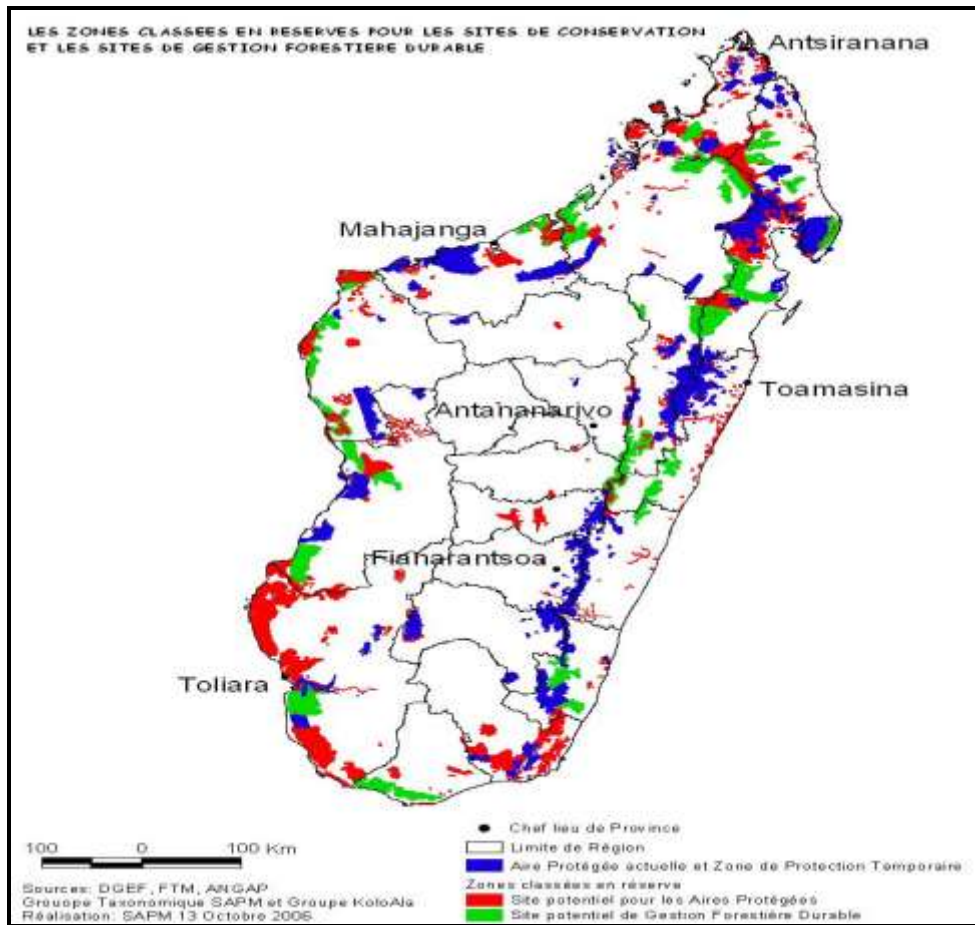 LES ZONES CLASSEES EN RESERVES POUR LES SITES DE CONSERVATION
ET LES SITES DE GESTION FORESTIERE DURABLE
Antsiranana
Mahajanga
Toamasina
Antananarivo
Fianarantsoa
Toliara
Chef lieu de Province
Limite de Région
Aire Protégée actuelle et Zone de Protection Temporaire
Zones classées en réserve
Site potentiel pour les Aires Protégées
Site potentiel de Gestion Forestière Durable
100 0 100 Km
Sources: DGEF, FTM, ANGAP
Grouope Taxonomique SAPM et Groupe KoloAla
Réalisation: SAPM 13 Octobre 2006